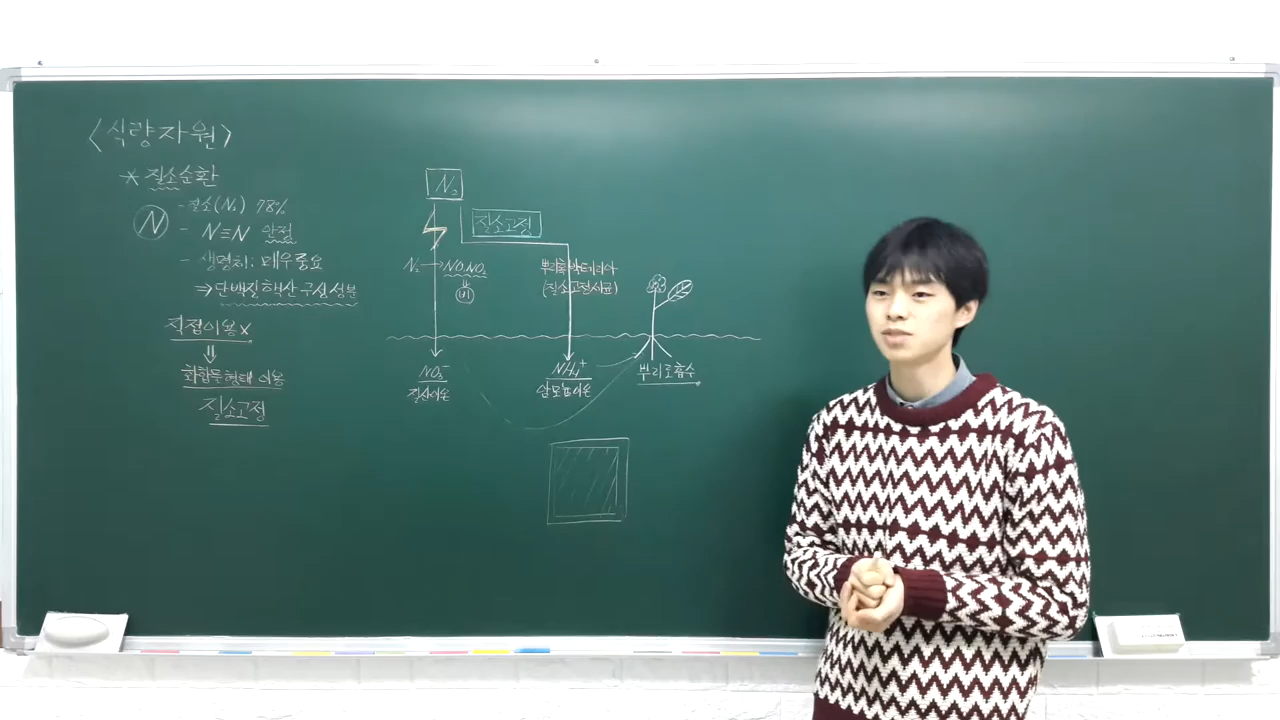 <식량자원>
* 질소순환
N
- 질소(N₂) 78%
- N≡N 안정
- 생명체: 매우중요
⇒ 단백질 핵산 구성성분
직접이용 X
⇓
화합물 형태 이용
질소고정
N₂
질소고정
N₂ → NO, NO₂
비
뿌리혹박테리아
(질소고정세균)
NO₃⁻
질산이온
NH₄⁺
암모늄이온
뿌리로흡수